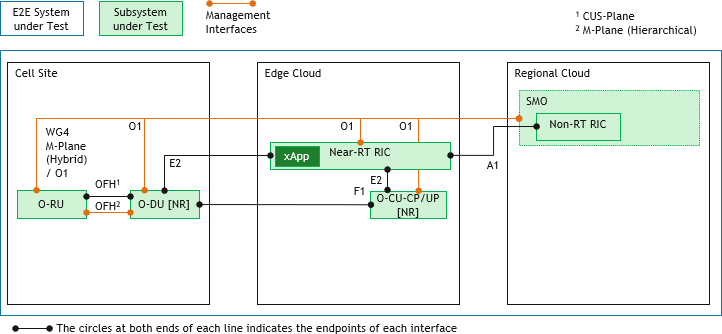 E2E System
under Test
Subsystem
under Test
Management
Interfaces
1 CUS-Plane
2 M-Plane (Hierarchical)
Cell Site
Edge Cloud
Regional Cloud
SMO
Non-RT RIC
WG4
M-Plane
(Hybrid)
/ O1
O1
O1
O1
xApp
Near-RT RIC
E2
A1
E2
OFH1
F1
O-RU
OFH2
O-DU [NR]
O-CU-CP/UP
[NR]
The circles at both ends of each line indicates the endpoints of each interface